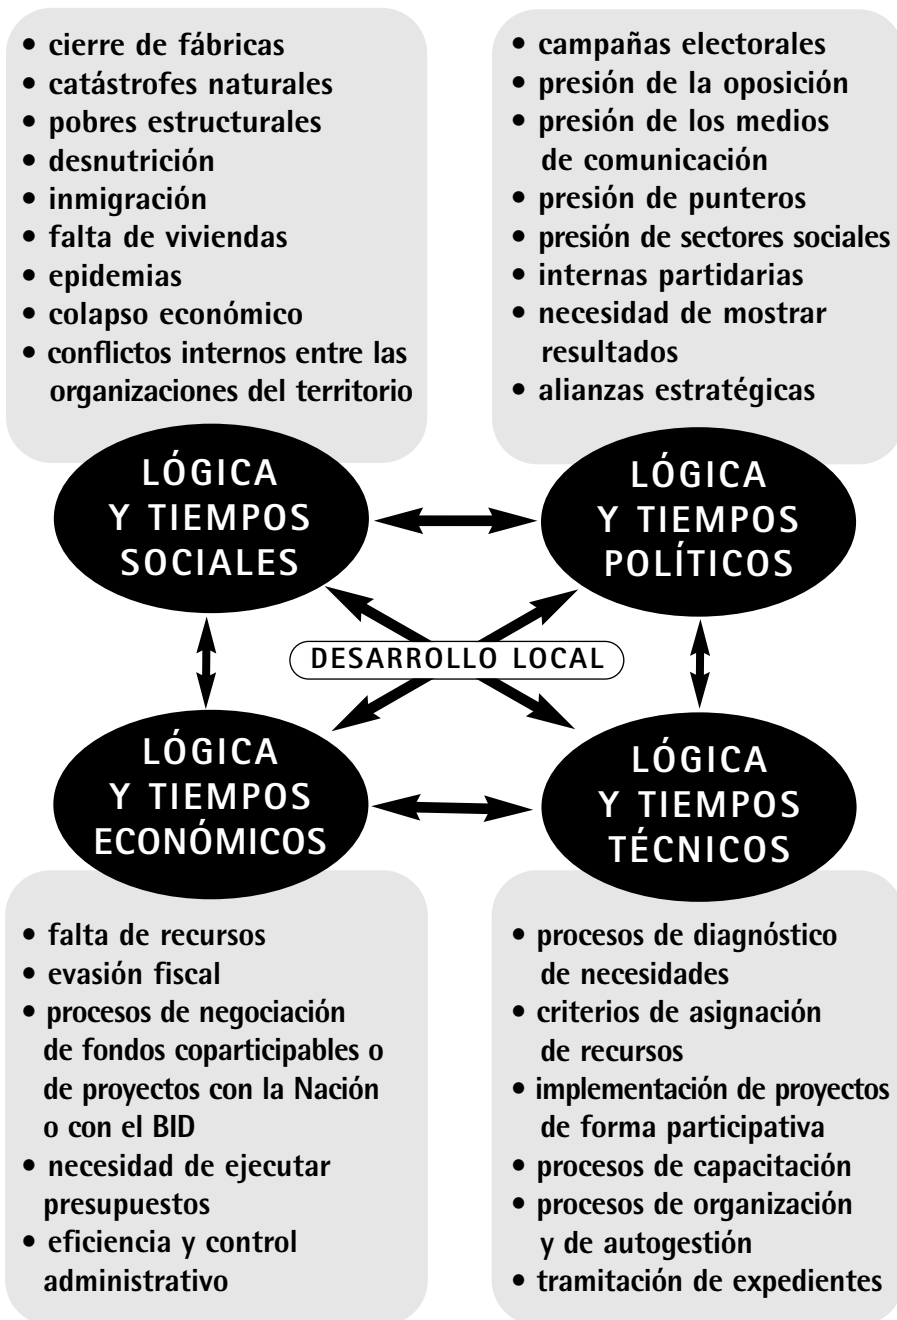 • cierre de fábricas
• catástrofes naturales
• pobres estructurales
• desnutrición
• inmigración
• falta de viviendas
• epidemias
• colapso económico
• conflictos internos entre las
organizaciones del territorio
• campañas electorales
• presión de la oposición
• presión de los medios
de comunicación
• presión de punteros
• presión de sectores sociales
• internas partidarias
• necesidad de mostrar
resultados
• alianzas estratégicas
LÓGICA
Y TIEMPOS
SOCIALES
LÓGICA
Y TIEMPOS
POLÍTICOS
DESARROLLO LOCAL
LÓGICA
Y TIEMPOS
ECONÓMICOS
LÓGICA
Y TIEMPOS
TÉCNICOS
• falta de recursos
• evasión fiscal
• procesos de negociación
de fondos coparticipables o
de proyectos con la Nación
o con el BID
• necesidad de ejecutar
presupuestos
• eficiencia y control
administrativo
• procesos de diagnóstico
de necesidades
• criterios de asignación
de recursos
• implementación de proyectos
de forma participativa
• procesos de capacitación
• procesos de organización
y de autogestión
• tramitación de expedientes